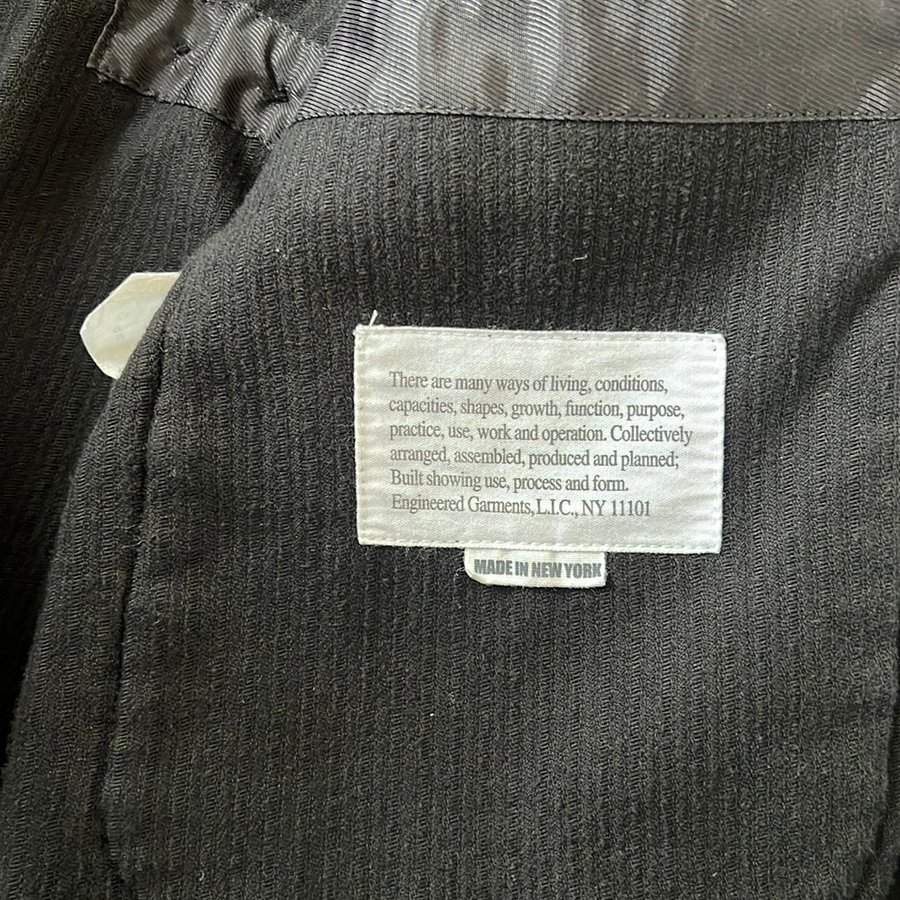 There are many ways of living, conditions,
capacities, shapes, growth, function, purpose,
practice, use, work and operation. Collectively
arranged, assembled, produced and planned;
Built showing use, process and form.
Engineered Garments, L.I.C., NY 11101
MADE IN NEW YORK